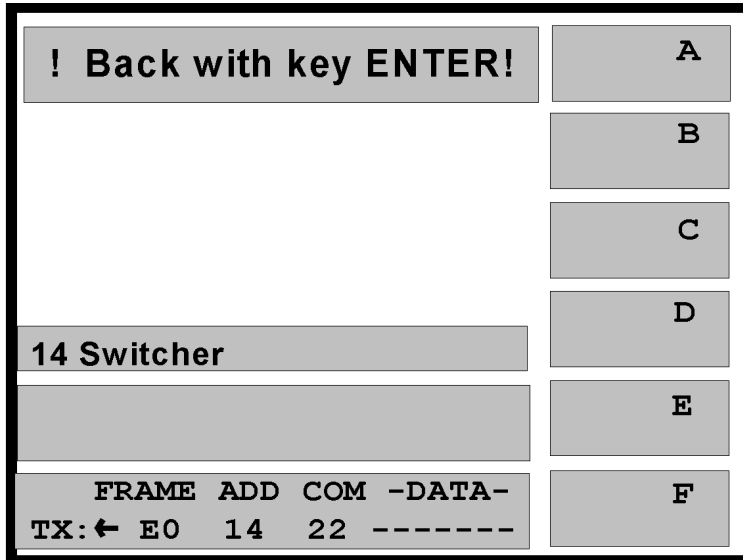 ! Back with key ENTER!
A
B
C
D
14 Switcher
E
FRAME ADD COM -DATA-
TX:← E0 14 22 -------
F